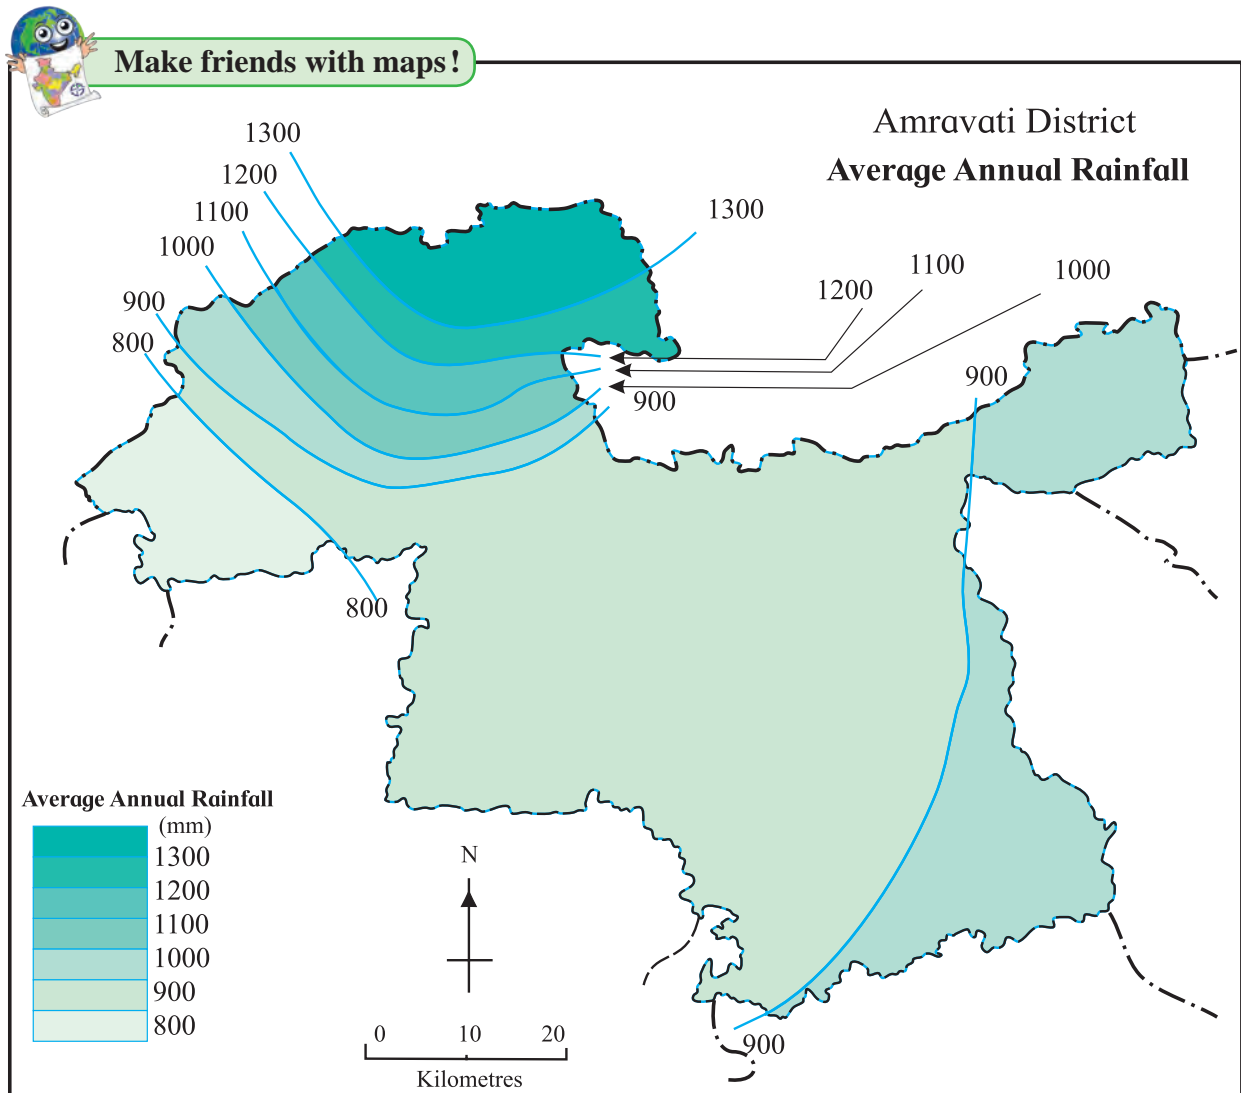 Make friends with maps!
Amravati District
Average Annual Rainfall
1300
1200
1100
1000
900
800
1300
1200
1100
1000
900
900
800
Average Annual Rainfall
(mm)
1300
1200
1100
1000
900
800
N
0 10 20
Kilometres
900